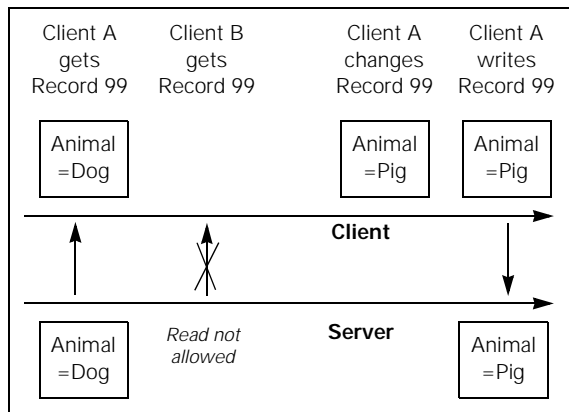 Client A
gets
Record 99
Client B
gets
Record 99
Client A
changes
Record 99
Client A
writes
Record 99
Animal
=Dog
Animal
=Pig
Animal
=Pig
Client
Animal
=Dog
Read not
allowed
Server
Animal
=Pig